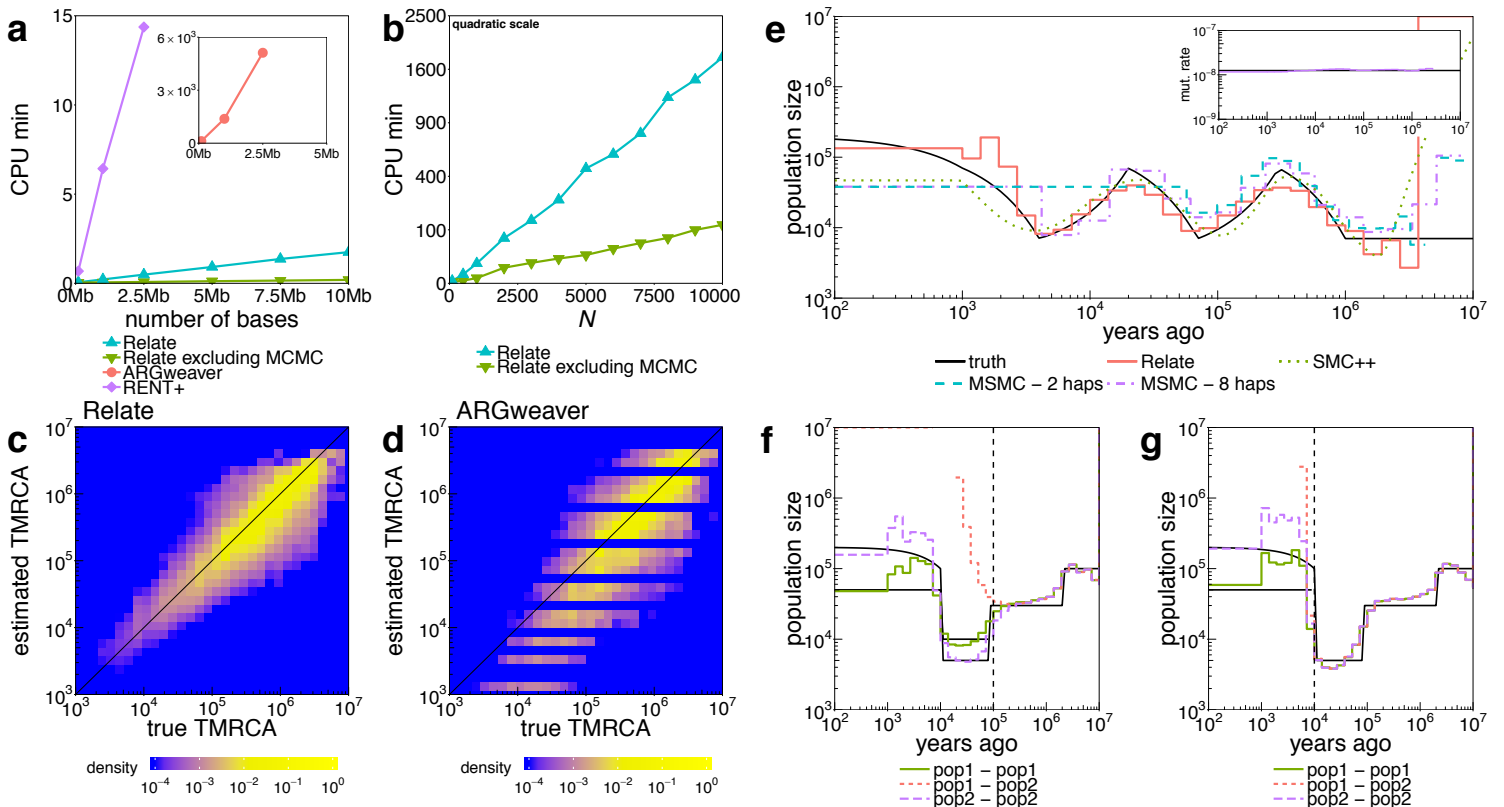 a
CPU min
15
10
5
0
0Mb
2.5Mb
5Mb
7.5Mb
10Mb
number of bases
6 × 10³
3 × 10³
0
0Mb
2.5Mb
5Mb
Relate
Relate excluding MCMC
ARGweaver
RENT+
b
quadratic scale
CPU min
2500
1600
900
400
100
0
2500
5000
7500
10000
N
Relate
Relate excluding MCMC
e
population size
10⁷
10⁶
10⁵
10⁴
10³
10²
10³
10⁴
10⁵
10⁶
10⁷
years ago
mut. rate
10⁻⁷
10⁻⁸
10⁻⁹
10²
10³
10⁴
10⁵
10⁶
10⁷
truth
Relate
SMC++
MSMC − 2 haps
MSMC − 8 haps
c
Relate
estimated TMRCA
10⁷
10⁶
10⁵
10⁴
10³
10³
10⁴
10⁵
10⁶
10⁷
true TMRCA
density
10⁻⁴
10⁻³
10⁻²
10⁻¹
10⁰
d
ARGweaver
estimated TMRCA
10⁷
10⁶
10⁵
10⁴
10³
10³
10⁴
10⁵
10⁶
10⁷
true TMRCA
density
10⁻⁴
10⁻³
10⁻²
10⁻¹
10⁰
f
population size
10⁷
10⁶
10⁵
10⁴
10³
10²
10³
10⁴
10⁵
10⁶
10⁷
years ago
pop1 − pop1
pop1 − pop2
pop2 − pop2
g
population size
10⁷
10⁶
10⁵
10⁴
10³
10²
10³
10⁴
10⁵
10⁶
10⁷
years ago
pop1 − pop1
pop1 − pop2
pop2 − pop2